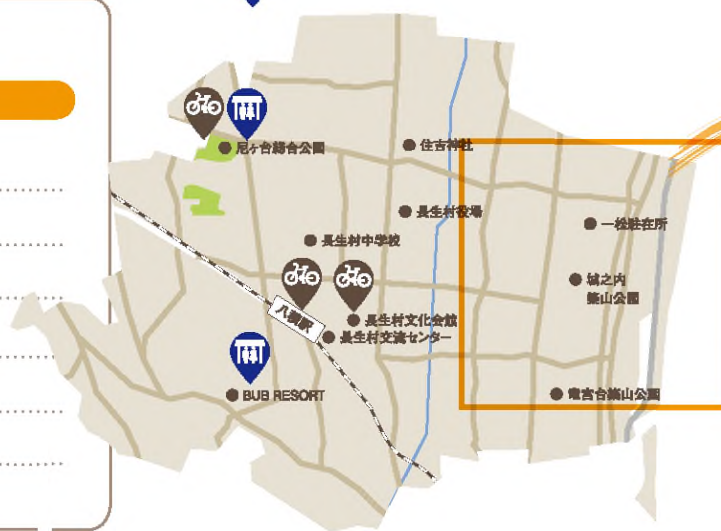 尼ヶ台総合公園
住吉神社
長生村役場
一松駐在所
長生村中学校
城之内
築山公園
八積駅
長生村文化会館
長生村交流センター
BUB RESORT
竜宮台築山公園